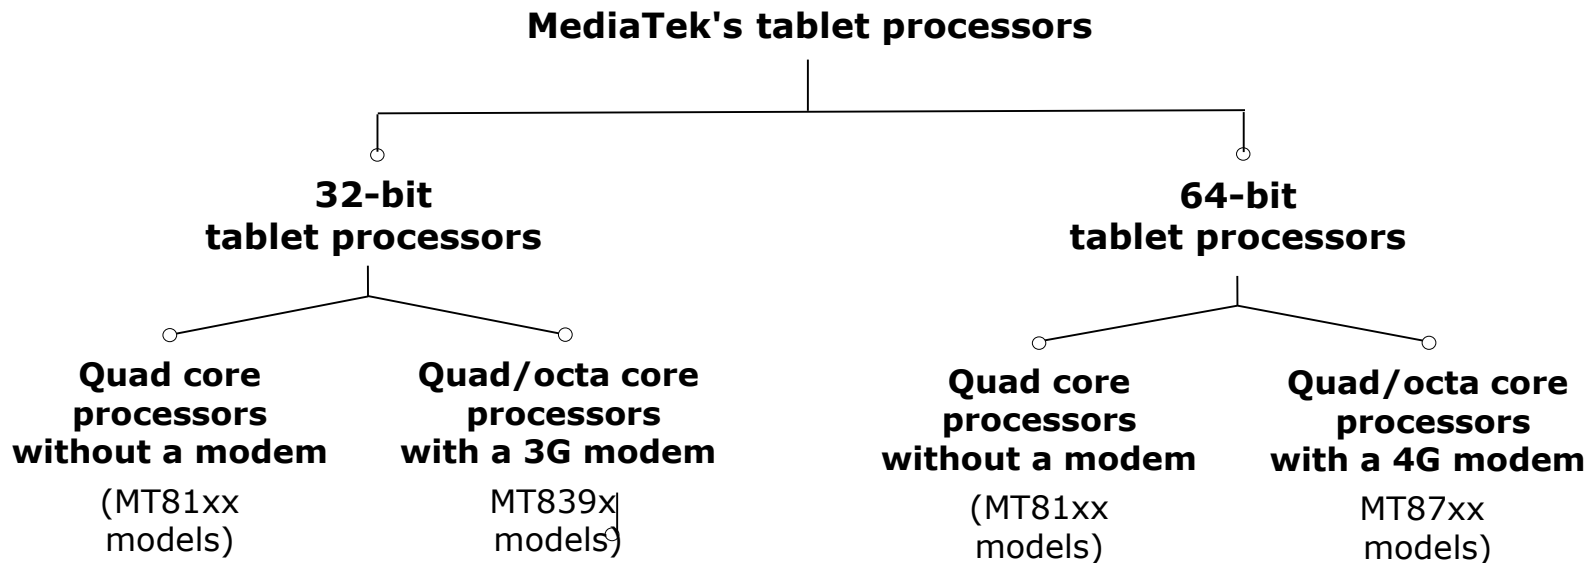 MediaTek's tablet processors
32-bit
tablet processors
64-bit
tablet processors
Quad core
processors
without a modem
(MT81xx
models)
Quad/octa core
processors
with a 3G modem
MT839x
models)
Quad core
processors
without a modem
(MT81xx
models)
Quad/octa core
processors
with a 4G modem
MT87xx
models)